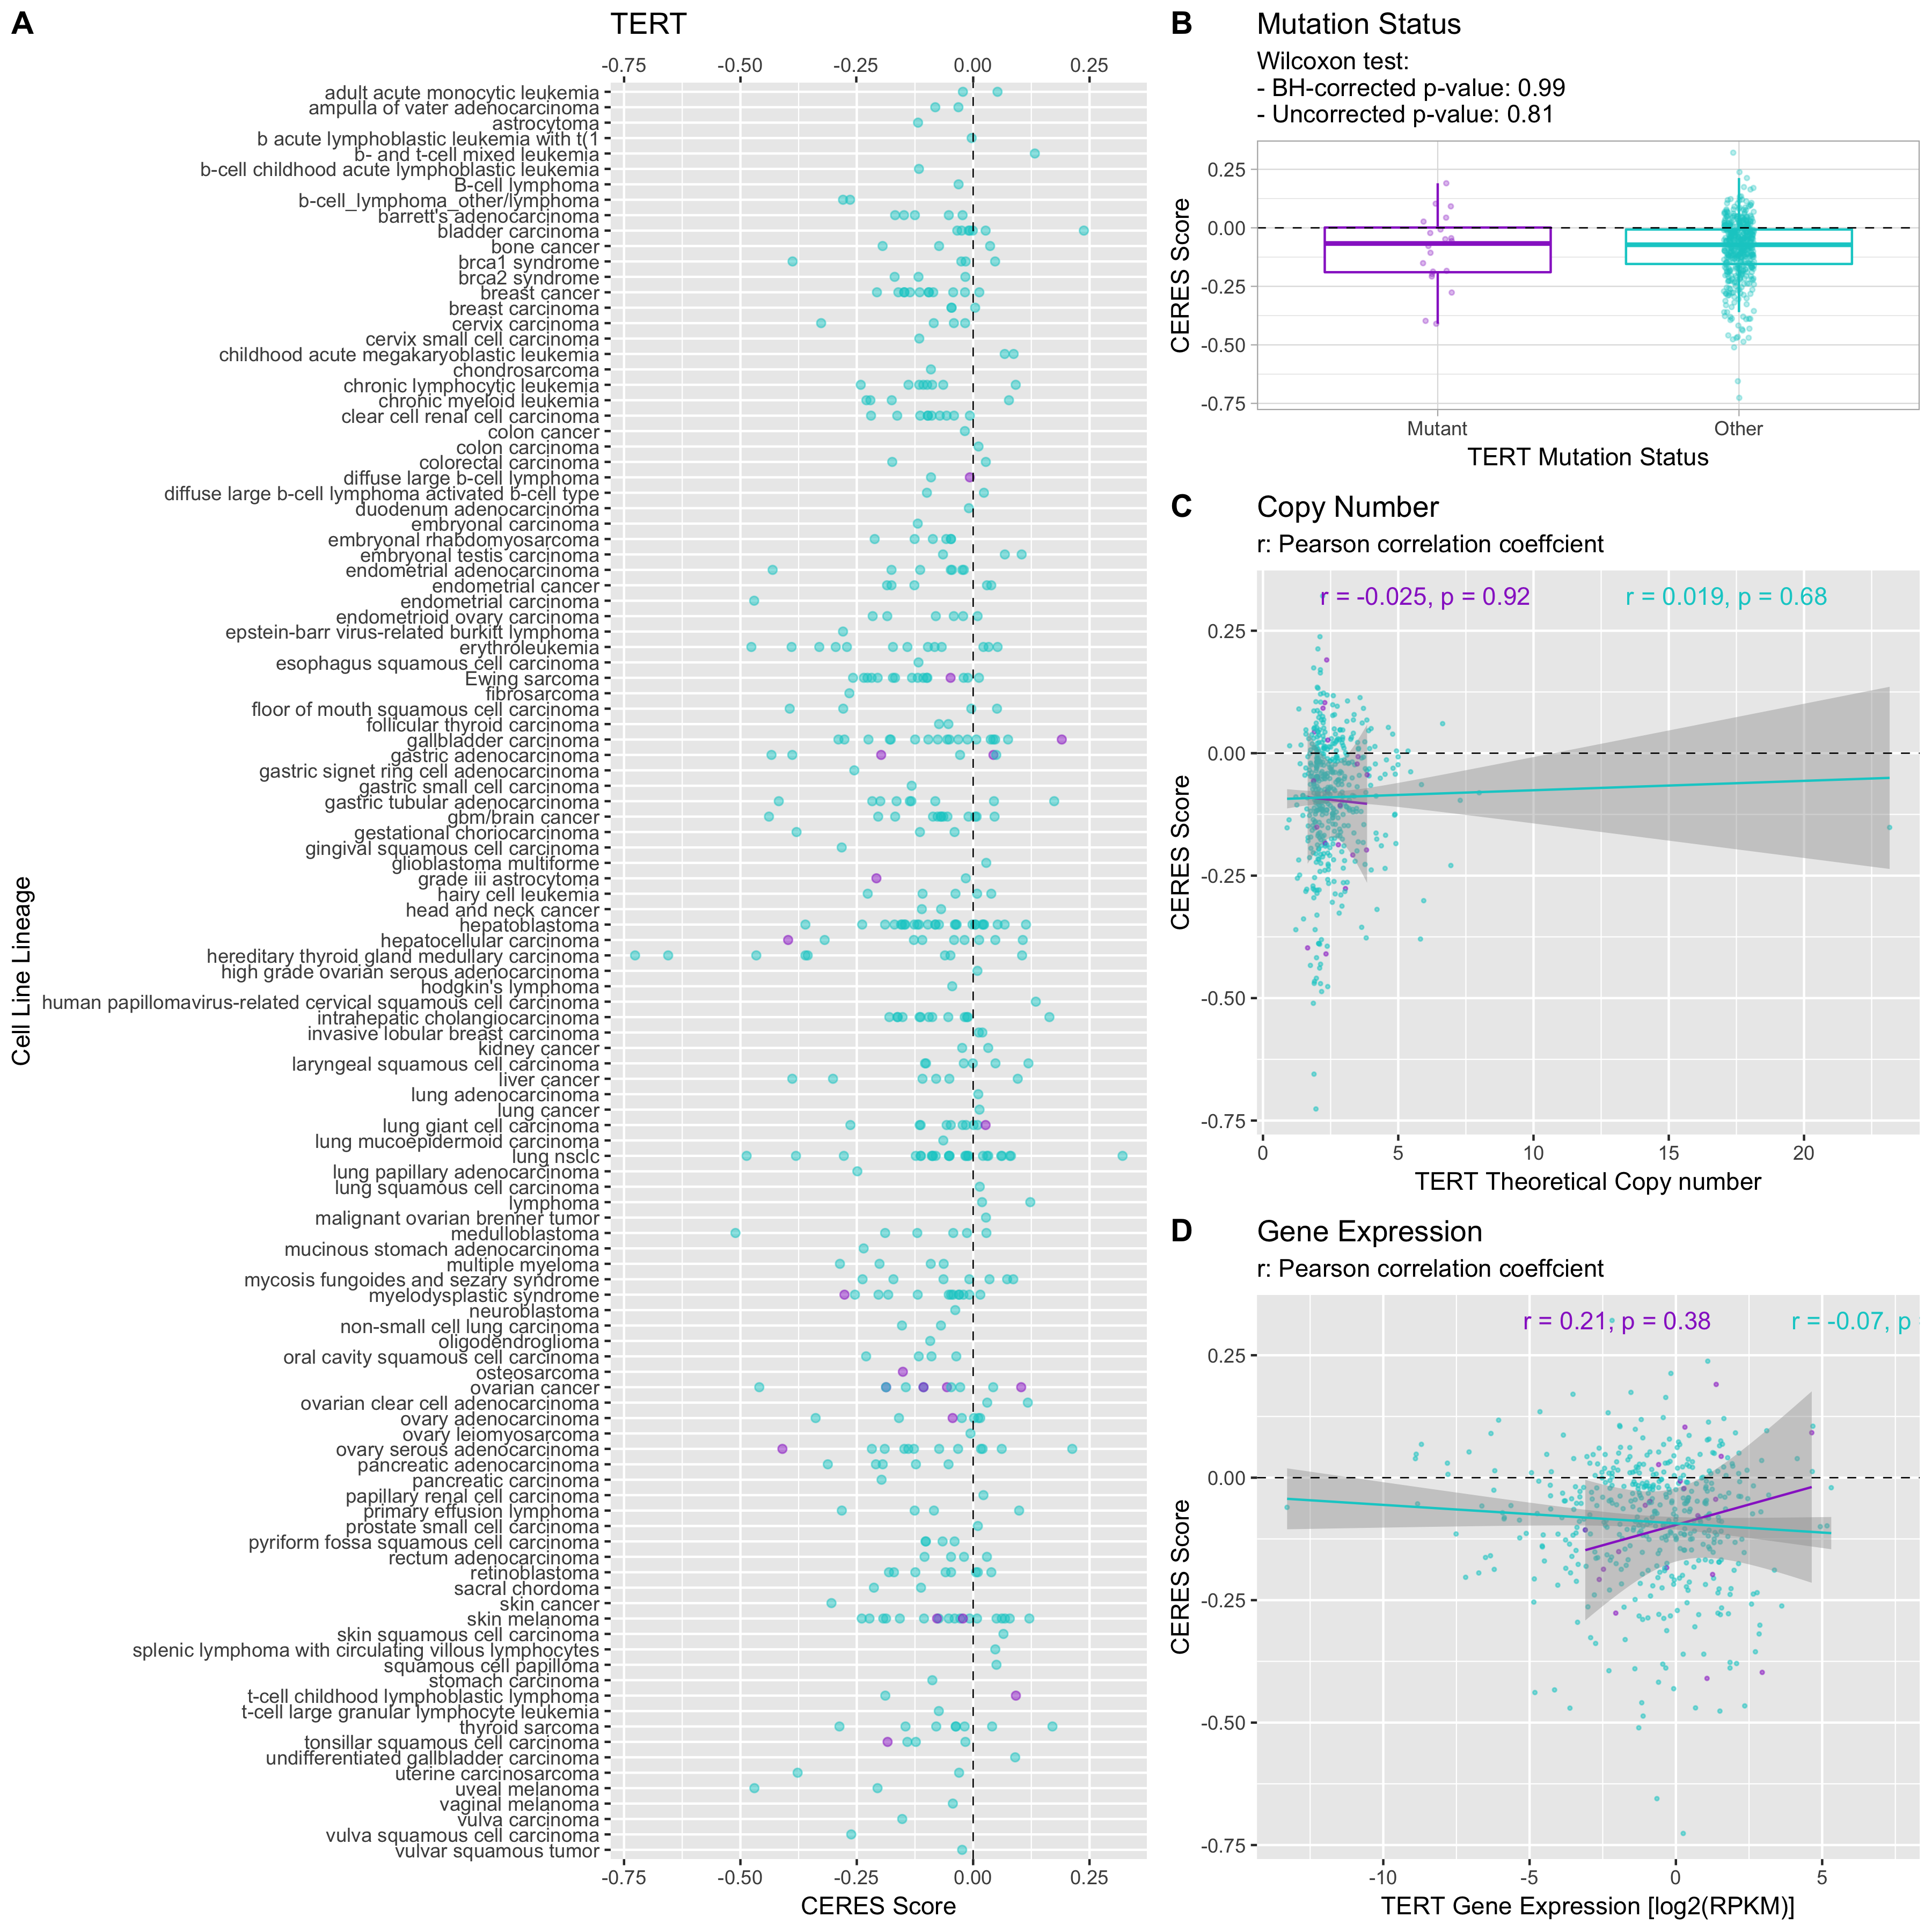 A
TERT
-0.75 -0.50 -0.25 0.00 0.25
Cell Line Lineage
adult acute monocytic leukemia
ampulla of vater adenocarcinoma
astrocytoma
b acute lymphoblastic leukemia with t(1
b- and t-cell mixed leukemia
b-cell childhood acute lymphoblastic leukemia
B-cell lymphoma
b-cell_lymphoma_other/lymphoma
barrett's adenocarcinoma
bladder carcinoma
bone cancer
brca1 syndrome
brca2 syndrome
breast cancer
breast carcinoma
cervix carcinoma
cervix small cell carcinoma
childhood acute megakaryoblastic leukemia
chondrosarcoma
chronic lymphocytic leukemia
chronic myeloid leukemia
clear cell renal cell carcinoma
colon cancer
colon carcinoma
colorectal carcinoma
diffuse large b-cell lymphoma
diffuse large b-cell lymphoma activated b-cell type
duodenum adenocarcinoma
embryonal carcinoma
embryonal rhabdomyosarcoma
embryonal testis carcinoma
endometrial adenocarcinoma
endometrial cancer
endometrial carcinoma
endometrioid ovary carcinoma
epstein-barr virus-related burkitt lymphoma
erythroleukemia
esophagus squamous cell carcinoma
Ewing sarcoma
fibrosarcoma
floor of mouth squamous cell carcinoma
follicular thyroid carcinoma
gallbladder carcinoma
gastric adenocarcinoma
gastric signet ring cell adenocarcinoma
gastric small cell carcinoma
gastric tubular adenocarcinoma
gbm/brain cancer
gestational choriocarcinoma
gingival squamous cell carcinoma
glioblastoma multiforme
grade iii astrocytoma
hairy cell leukemia
head and neck cancer
hepatoblastoma
hepatocellular carcinoma
hereditary thyroid gland medullary carcinoma
high grade ovarian serous adenocarcinoma
hodgkin's lymphoma
human papillomavirus-related cervical squamous cell carcinoma
intrahepatic cholangiocarcinoma
invasive lobular breast carcinoma
kidney cancer
laryngeal squamous cell carcinoma
liver cancer
lung adenocarcinoma
lung cancer
lung giant cell carcinoma
lung mucoepidermoid carcinoma
lung nsclc
lung papillary adenocarcinoma
lung squamous cell carcinoma
lymphoma
malignant ovarian brenner tumor
medulloblastoma
mucinous stomach adenocarcinoma
multiple myeloma
mycosis fungoides and sezary syndrome
myelodysplastic syndrome
neuroblastoma
non-small cell lung carcinoma
oligodendroglioma
oral cavity squamous cell carcinoma
osteosarcoma
ovarian cancer
ovarian clear cell adenocarcinoma
ovary adenocarcinoma
ovary leiomyosarcoma
ovary serous adenocarcinoma
pancreatic adenocarcinoma
pancreatic carcinoma
papillary renal cell carcinoma
primary effusion lymphoma
prostate small cell carcinoma
pyriform fossa squamous cell carcinoma
rectum adenocarcinoma
retinoblastoma
sacral chordoma
skin cancer
skin melanoma
skin squamous cell carcinoma
splenic lymphoma with circulating villous lymphocytes
squamous cell papilloma
stomach carcinoma
t-cell childhood lymphoblastic lymphoma
t-cell large granular lymphocyte leukemia
thyroid sarcoma
tonsillar squamous cell carcinoma
undifferentiated gallbladder carcinoma
uterine carcinosarcoma
uveal melanoma
vaginal melanoma
vulva carcinoma
vulva squamous cell carcinoma
vulvar squamous tumor
-0.75 -0.50 -0.25 0.00 0.25
CERES Score
B
Mutation Status
Wilcoxon test:
- BH-corrected p-value: 0.99
- Uncorrected p-value: 0.81
CERES Score
0.25
0.00
-0.25
-0.50
-0.75
Mutant Other
TERT Mutation Status
C
Copy Number
r: Pearson correlation coeffcient
r = -0.025, p = 0.92 r = 0.019, p = 0.68
CERES Score
0.25
0.00
-0.25
-0.50
-0.75
0 5 10 15 20
TERT Theoretical Copy number
D
Gene Expression
r: Pearson correlation coeffcient
r = 0.21, p = 0.38 r = -0.07, p
CERES Score
0.25
0.00
-0.25
-0.50
-0.75
-10 -5 0 5
TERT Gene Expression [log2(RPKM)]